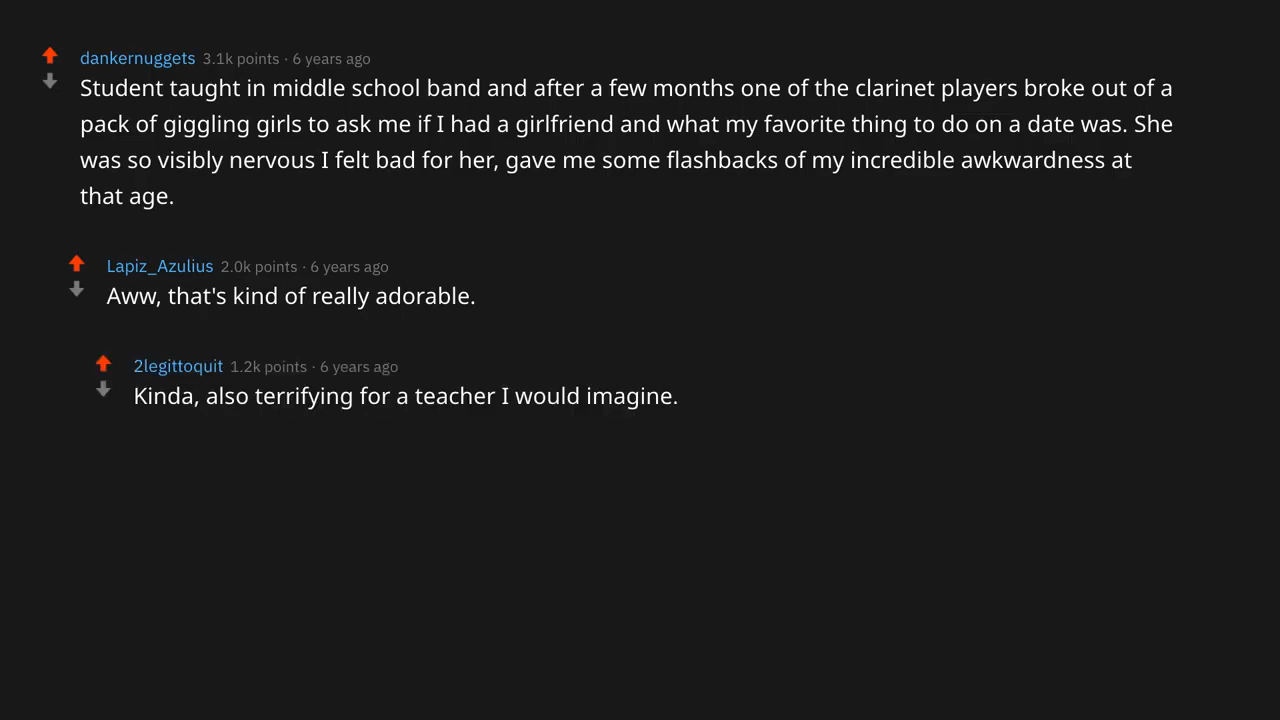 dankernuggets 3.1k points · 6 years ago
Student taught in middle school band and after a few months one of the clarinet players broke out of a
pack of giggling girls to ask me if I had a girlfriend and what my favorite thing to do on a date was. She
was so visibly nervous I felt bad for her, gave me some flashbacks of my incredible awkwardness at
that age.
Lapiz_Azulius 2.0k points · 6 years ago
Aww, that's kind of really adorable.
2legittoquit 1.2k points · 6 years ago
Kinda, also terrifying for a teacher I would imagine.